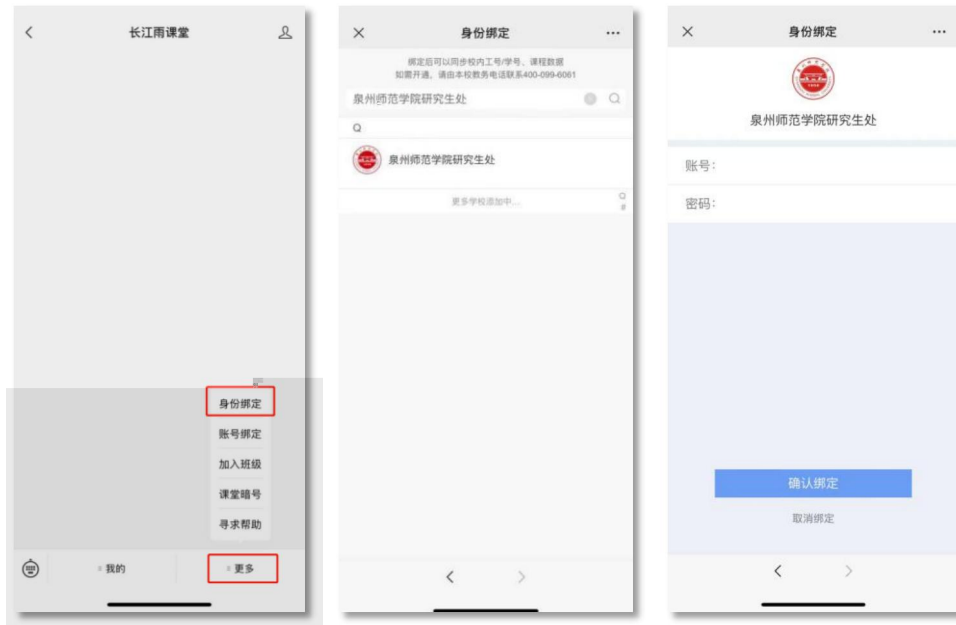 长江雨课堂
身份绑定
账号绑定
加入班级
课堂暗号
寻求帮助
我的
更多
身份绑定
绑定后可以同步校内工号/学号、课程数据
如需开通，请由本校教务电话联系400-099-6061
泉州师范学院研究生处
Q
泉州师范学院研究生处
更多学校添加中...
Q
#
身份绑定
泉州师范学院研究生处
账号：
密码：
确认绑定
取消绑定